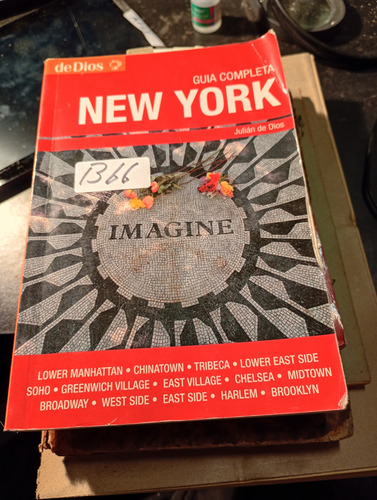 deDios
GUIA COMPLETA
NEW YORK
Julián de Dios
1366
IMAGINE
LOWER MANHATTAN • CHINATOWN • TRIBECA • LOWER EAST SIDE
SOHO • GREENWICH VILLAGE • EAST VILLAGE • CHELSEA • MIDTOWN
BROADWAY • WEST SIDE • EAST SIDE • HARLEM • BROOKLYN